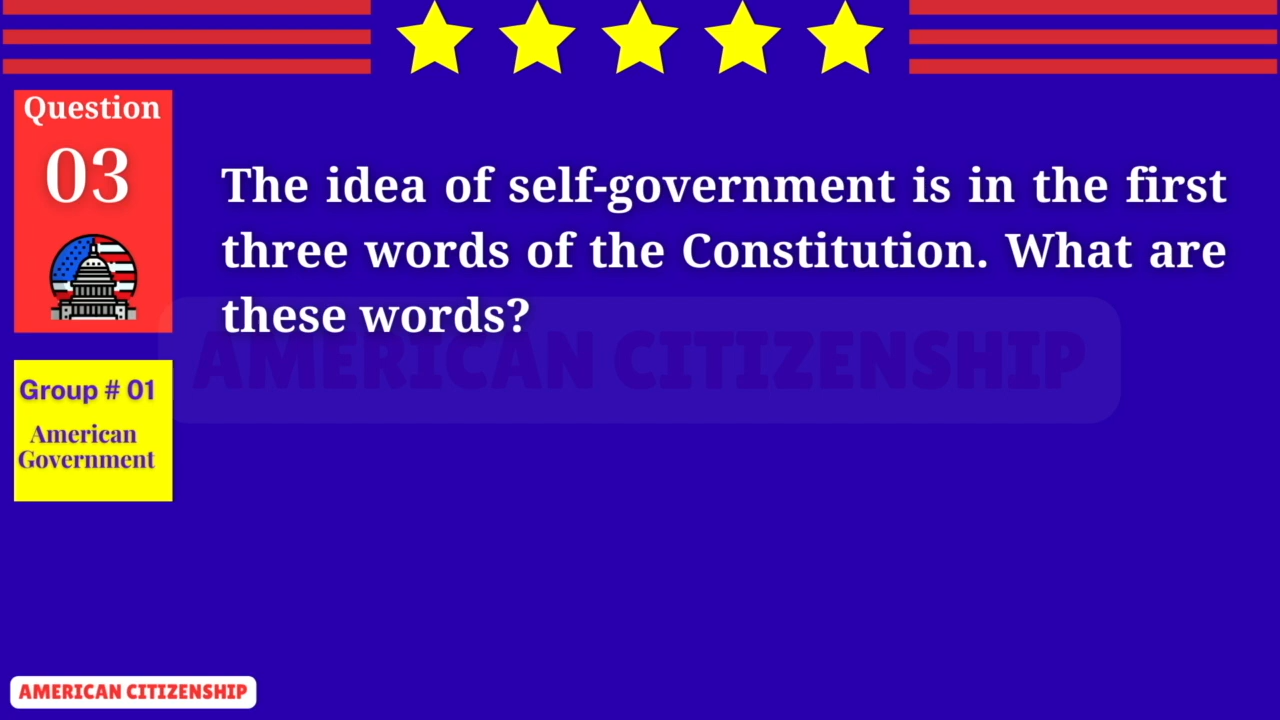 Question
03
The idea of self-government is in the first
three words of the Constitution. What are
these words?
AMERICAN CITIZENSHIP
Group # 01
American
Government
AMERICAN CITIZENSHIP